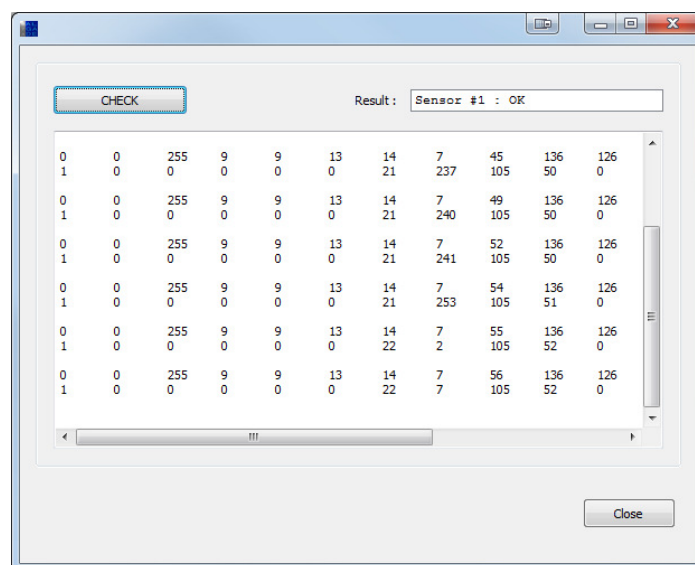 CHECK Result : Sensor #1 : OK
0 0 255 9 9 13 14 7 45 136 126
1 0 0 0 0 0 21 237 105 50 0
0 0 255 9 9 13 14 7 49 136 126
1 0 0 0 0 0 21 240 105 50 0
0 0 255 9 9 13 14 7 52 136 126
1 0 0 0 0 0 21 241 105 50 0
0 0 255 9 9 13 14 7 54 136 126
1 0 0 0 0 0 21 253 105 51 0
0 0 255 9 9 13 14 7 55 136 126
1 0 0 0 0 0 22 2 105 52 0
0 0 255 9 9 13 14 7 56 136 126
1 0 0 0 0 0 22 7 105 52 0
Close